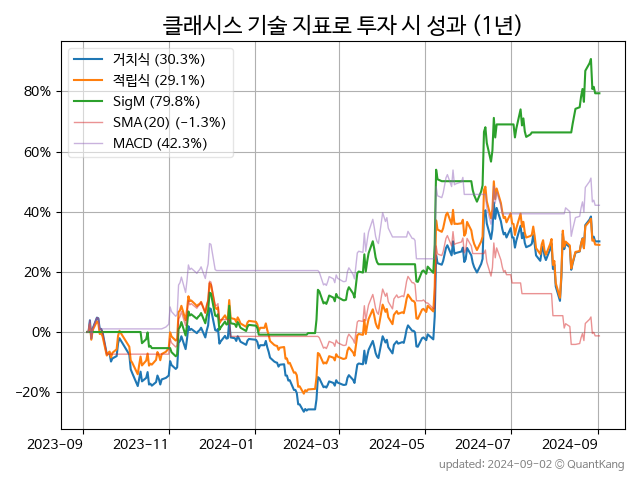 클래시스 기술 지표로 투자 시 성과 (1년)
거치식 (30.3%)
적립식 (29.1%)
SigM (79.8%)
SMA(20) (−1.3%)
MACD (42.3%)
80%
60%
40%
20%
0%
−20%
2023-09
2023-11
2024-01
2024-03
2024-05
2024-07
2024-09
updated: 2024-09-02 © QuantKang